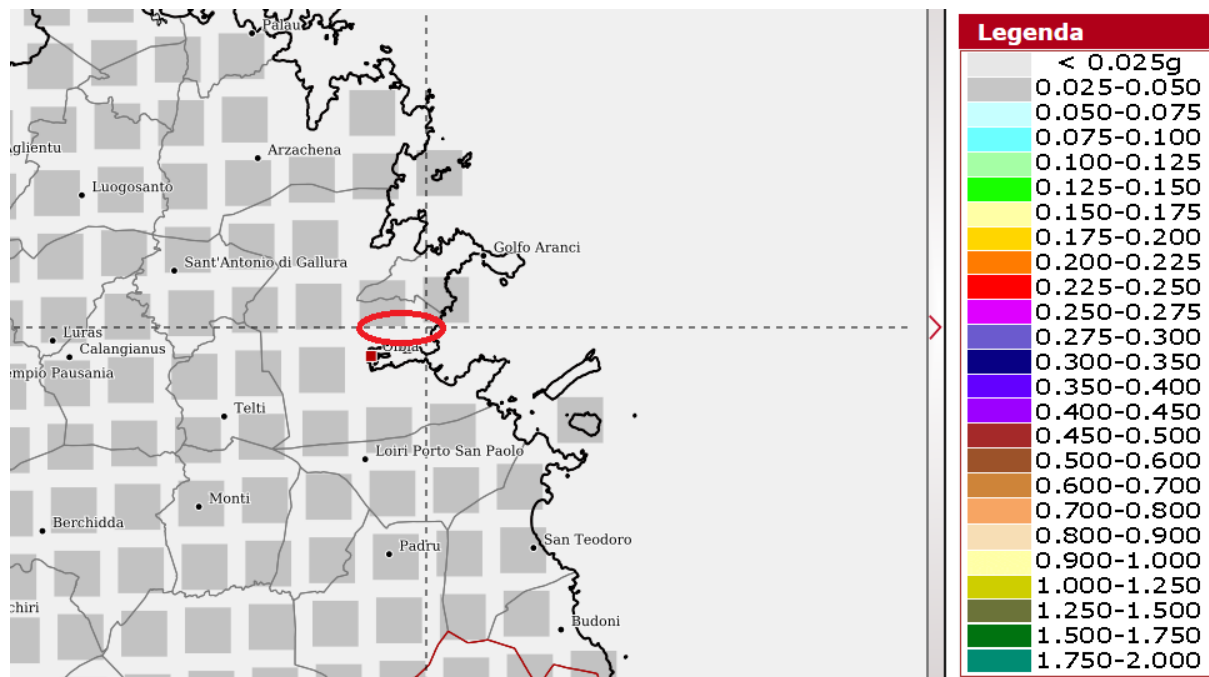 Palau
Arzachena
Aglientu
Luogosanto
Golfo Aranci
Sant'Antonio di Gallura
Luras
Calangianus
Olbia
empio Pausania
Telti
Loiri Porto San Paolo
Monti
Berchidda
Padru
San Teodoro
chiri
Budoni
Legenda
< 0.025g
0.025-0.050
0.050-0.075
0.075-0.100
0.100-0.125
0.125-0.150
0.150-0.175
0.175-0.200
0.200-0.225
0.225-0.250
0.250-0.275
0.275-0.300
0.300-0.350
0.350-0.400
0.400-0.450
0.450-0.500
0.500-0.600
0.600-0.700
0.700-0.800
0.800-0.900
0.900-1.000
1.000-1.250
1.250-1.500
1.500-1.750
1.750-2.000